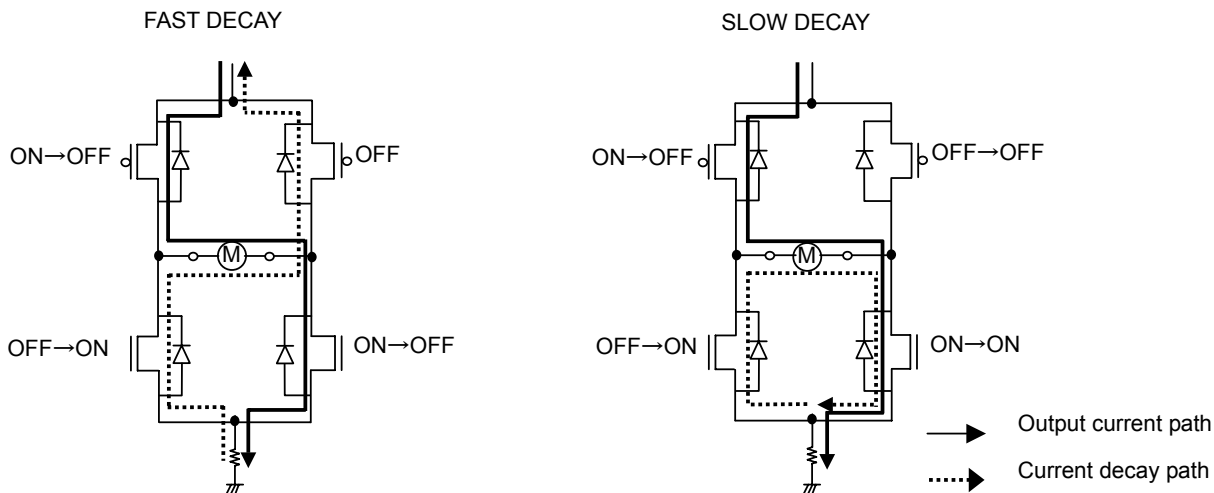 FAST DECAY
SLOW DECAY
ON→OFF
OFF
ON→OFF
OFF→OFF
M
M
OFF→ON
ON→OFF
OFF→ON
ON→ON
Output current path
Current decay path